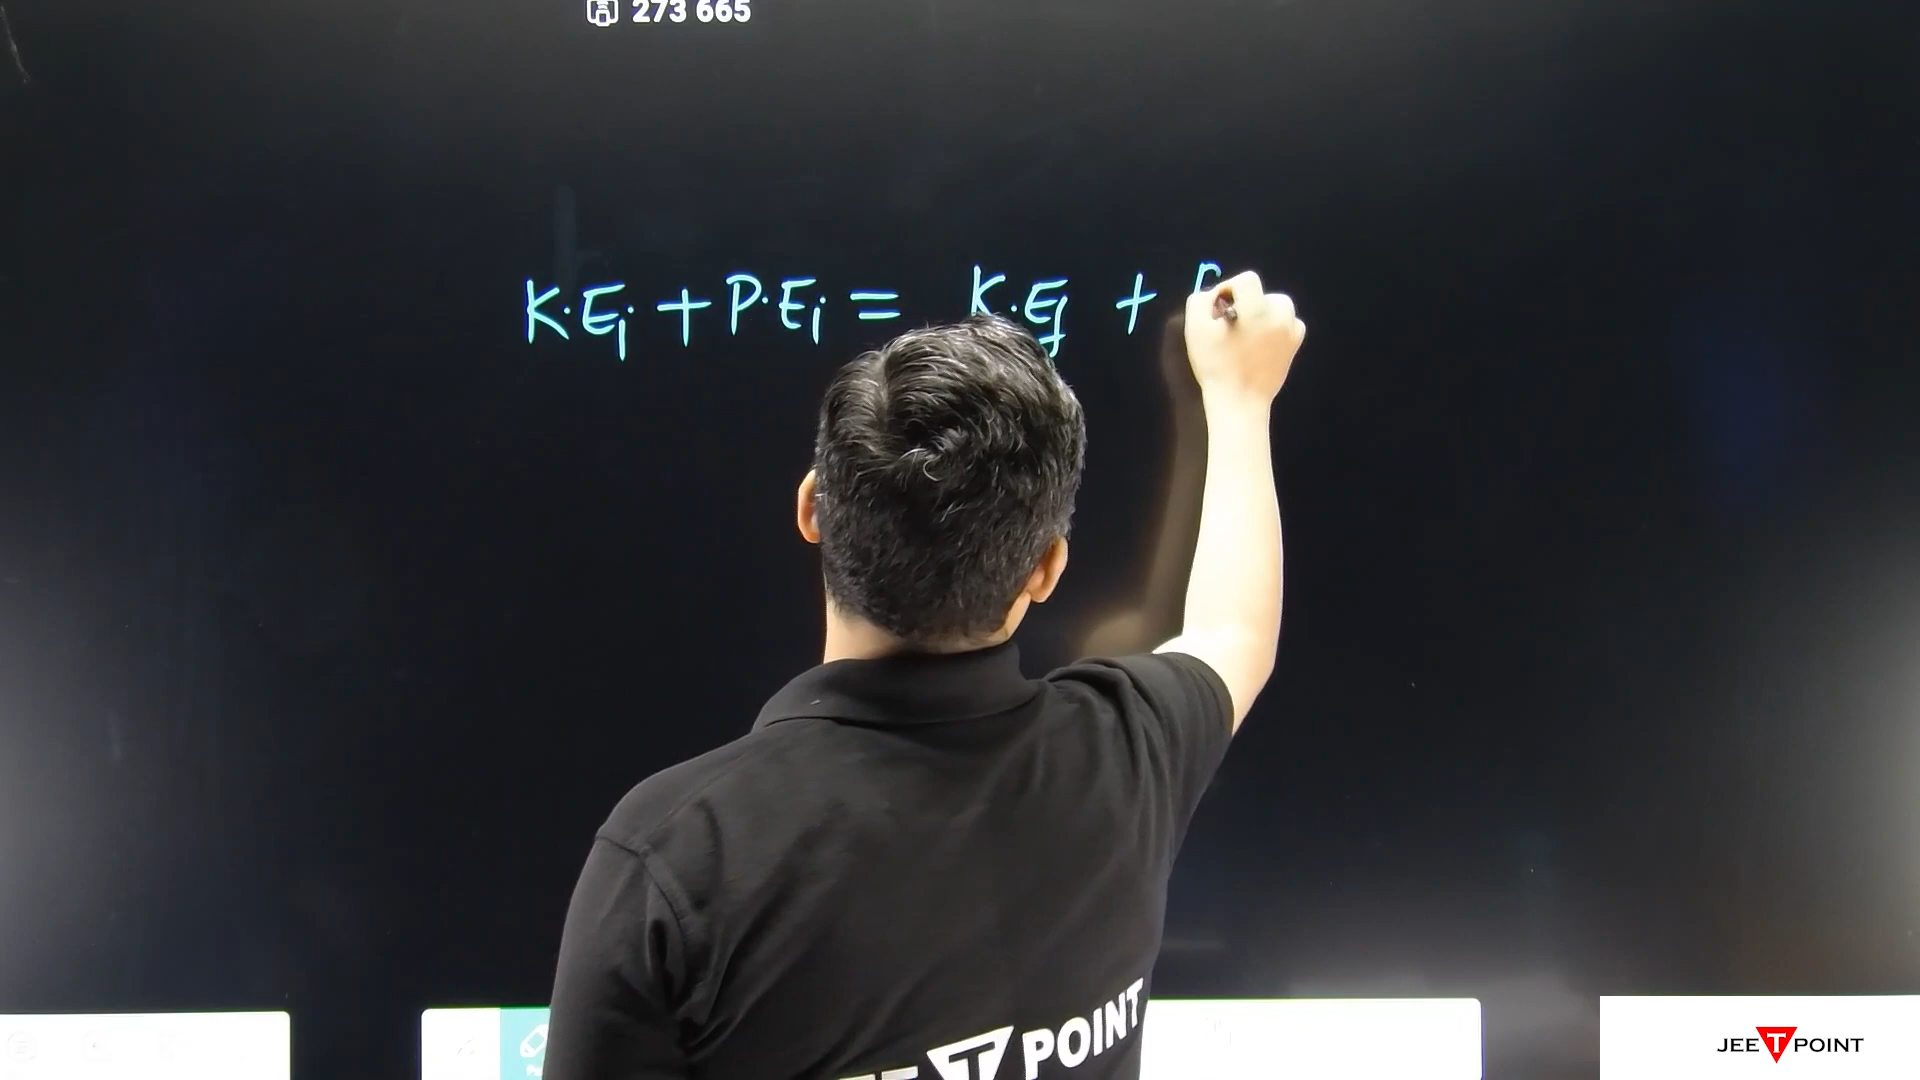 273 665
K.Ei + P.Ei = K.Ef + P
POINT
JEE T POINT